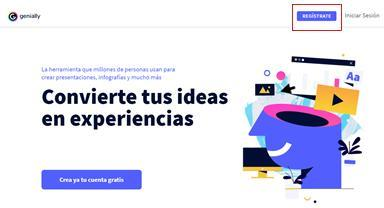 genially
REGÍSTRATE
Iniciar Sesión
La herramienta que millones de personas usan para
crear presentaciones, infografías y mucho más
Convierte tus ideas
en experiencias
Aa
Crea ya tu cuenta gratis